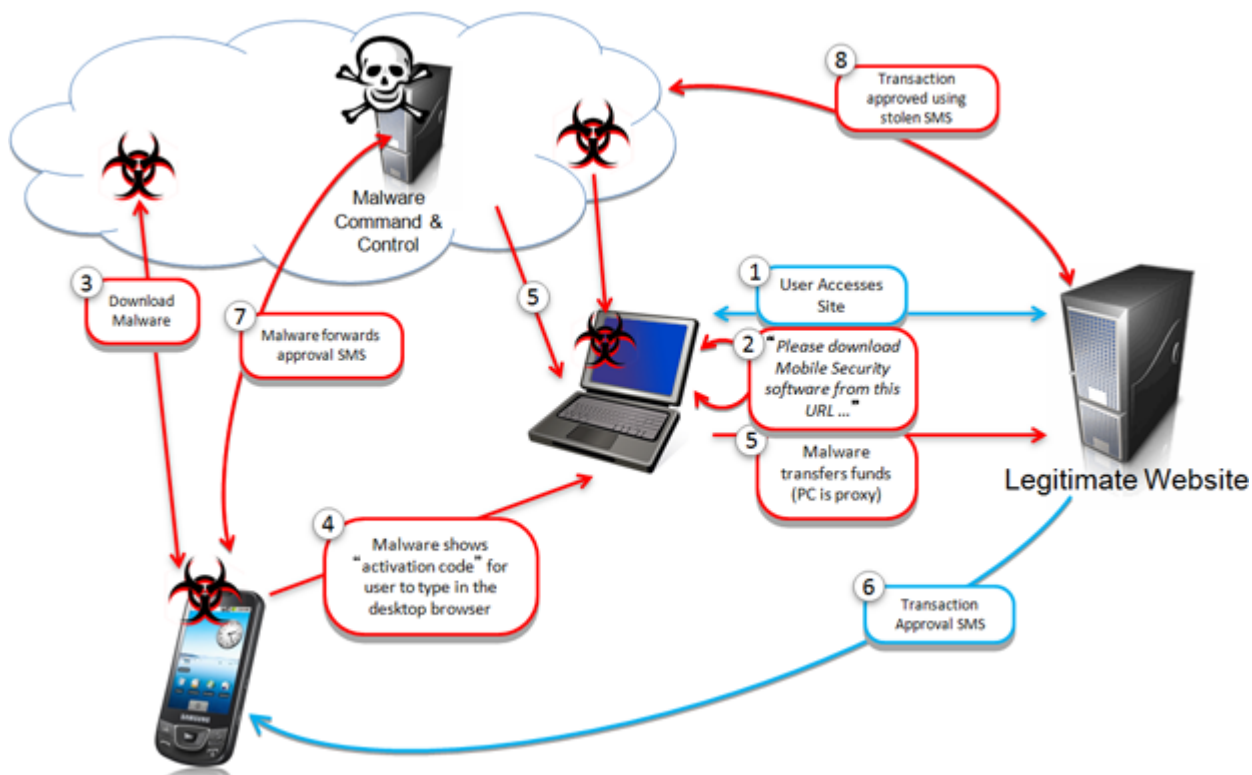 8
Transaction
approved using
stolen SMS
Malware
Command &
Control
3
Download
Malware
7
Malware forwards
approval SMS
5
1
User Accesses
Site
2
“Please download
Mobile Security
software from this
URL ...”
5
Malware
transfers funds
(PC is proxy)
Legitimate Website
4
Malware shows
“activation code” for
user to type in the
desktop browser
6
Transaction
Approval SMS
SAMSUNG